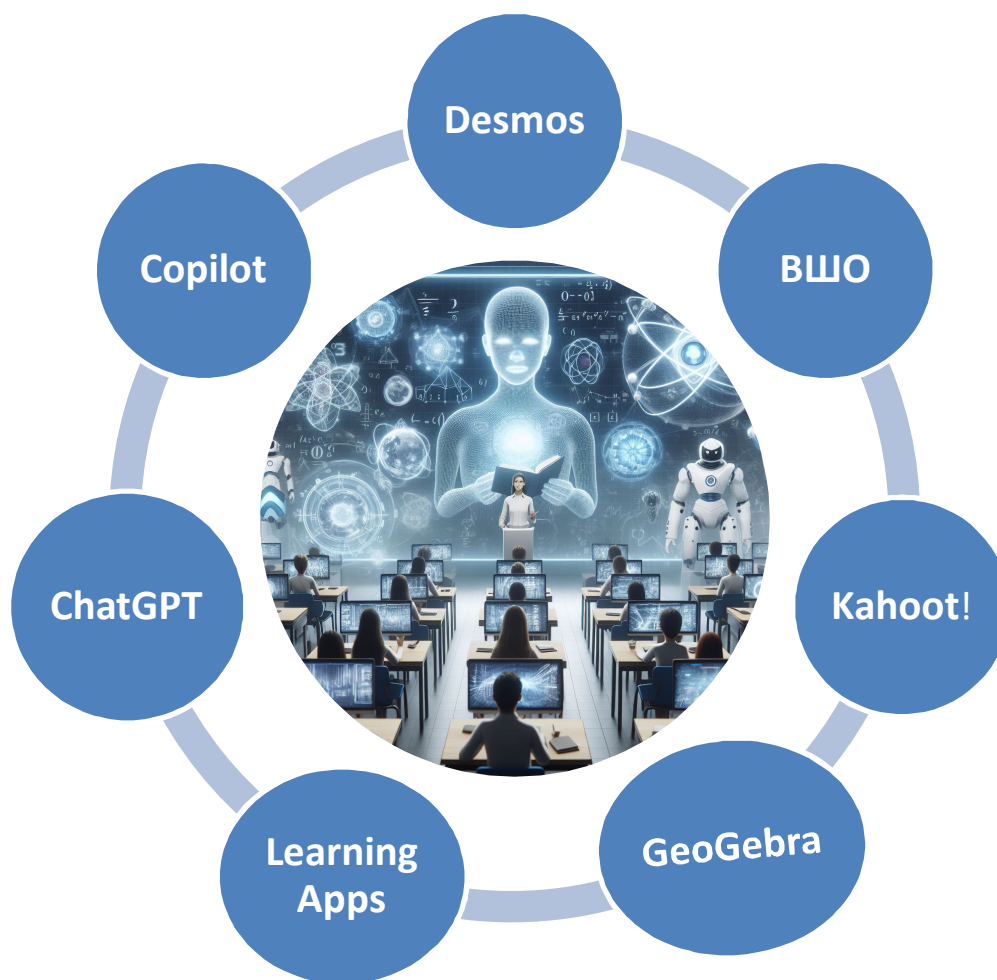 Desmos
ВШО
Kahoot!
GeoGebra
Learning
Apps
ChatGPT
Copilot